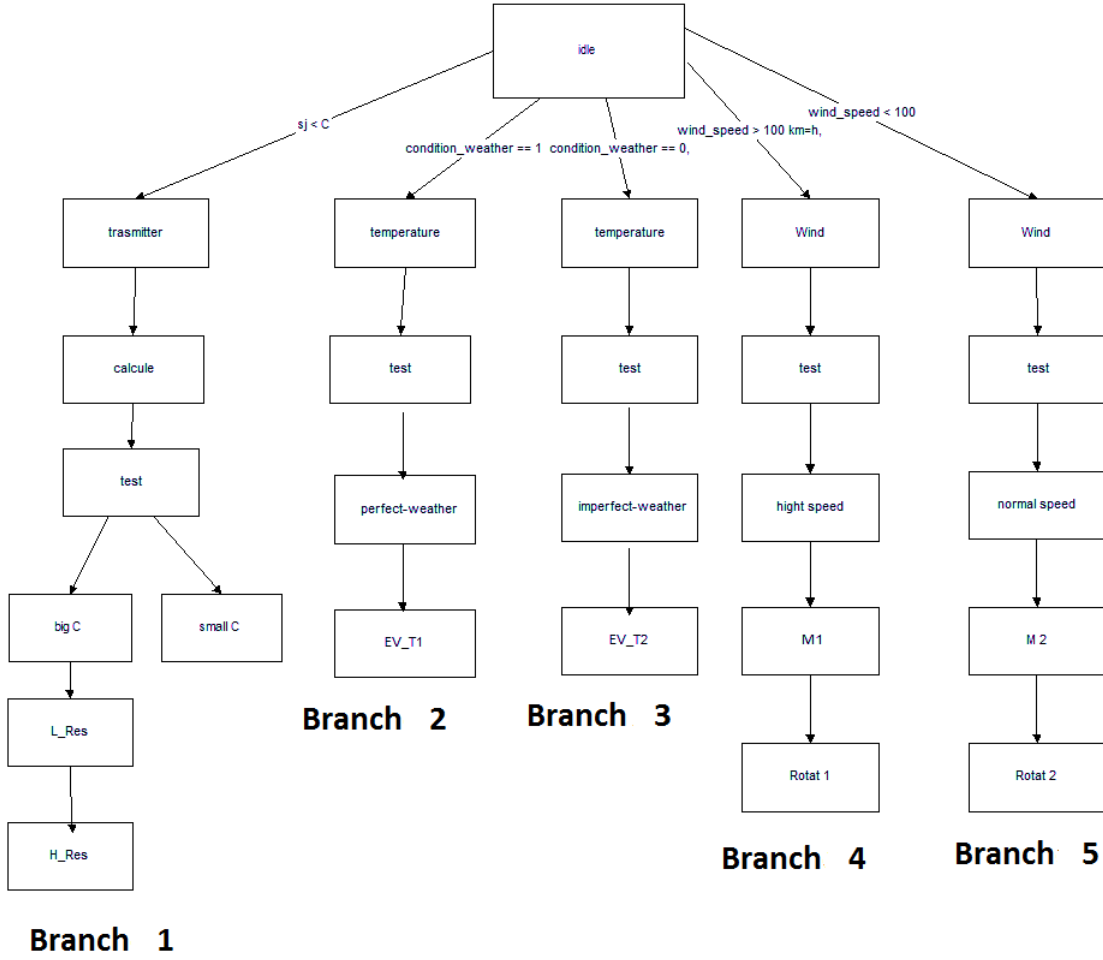 idle
sj < C
condition_weather == 1
condition_weather == 0,
wind_speed > 100 km=h,
wind_speed < 100
trasmitter
temperature
temperature
Wind
Wind
calcule
test
test
test
test
test
perfect-weather
imperfect-weather
hight speed
normal speed
big C
small C
EV_T1
EV_T2
M1
M 2
L_Res
Branch 2
Branch 3
Rotat 1
Rotat 2
H_Res
Branch 4
Branch 5
Branch 1